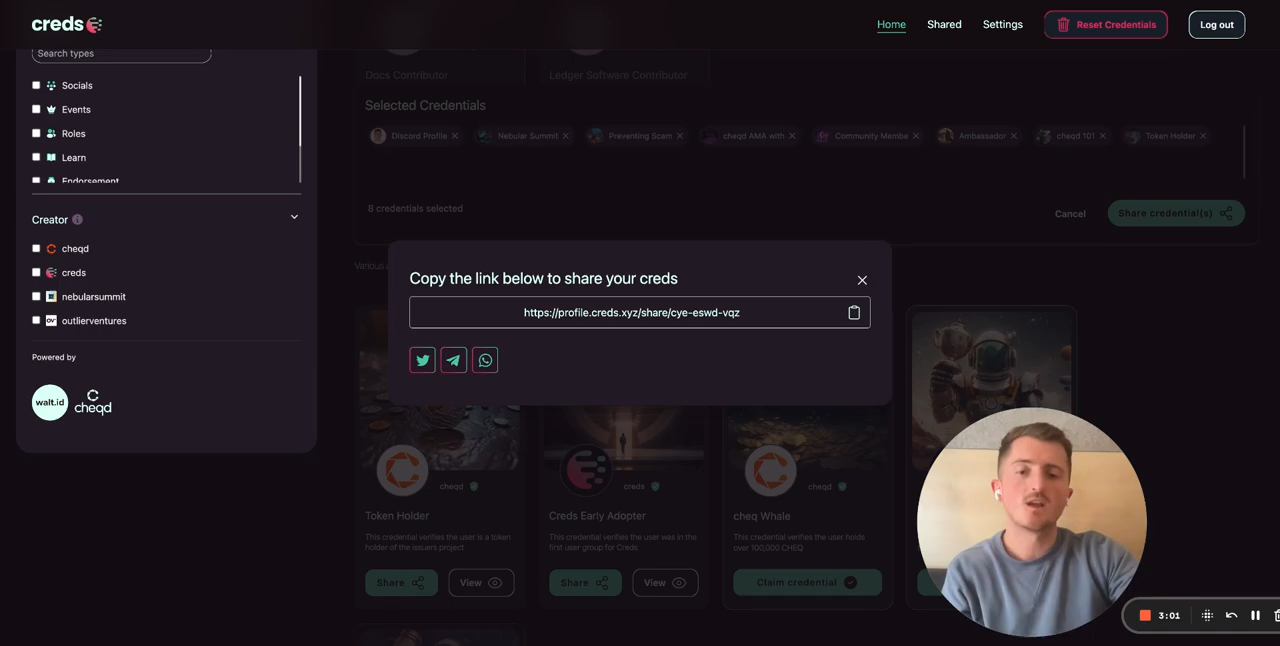 creds
Home Shared Settings Reset Credentials Log out
Search types
Socials
Events
Roles
Learn
Endorsement
Creator
cheqd
creds
nebularsummit
outlierventures
Powered by
walt.id cheqd
Docs Contributor Ledger Software Contributor
Selected Credentials
Discord Profile Nebular Summit Preventing Scam cheqd AMA with Community Membe Ambassador cheqd 101 Token Holder
8 credentials selected
Cancel Share credential(s)
Various
Copy the link below to share your creds
https://profile.creds.xyz/share/cye-eswd-vqz
cheqd
Token Holder
This credential verifies the user is a token
holder of the issuers project
Share View
creds
Creds Early Adopter
This credential verifies the user was in the
first user group for Creds
Share View
cheqd
cheq Whale
This credential verifies the user holds
over 100,000 CHEQ
Claim credential
3:01